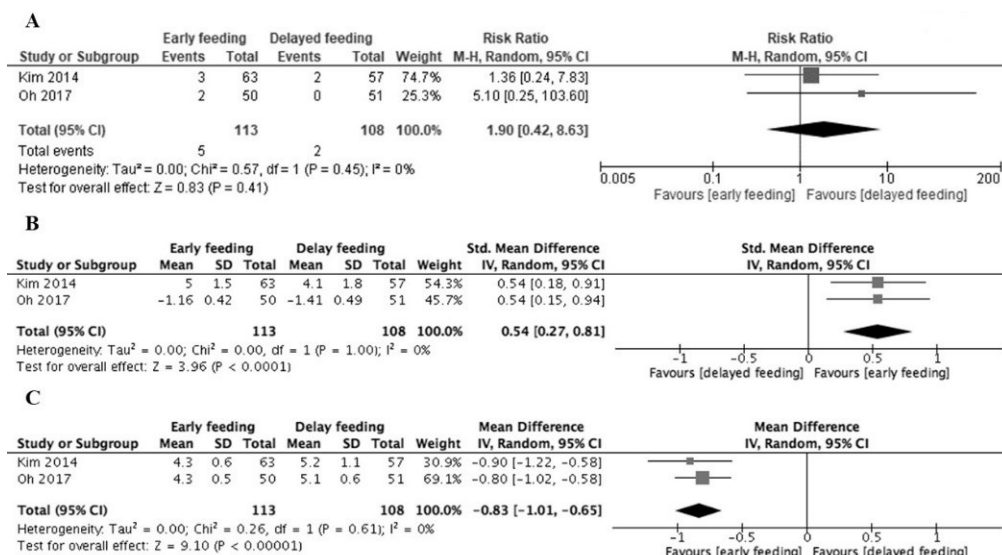 A
Early feeding Delayed feeding Risk Ratio Risk Ratio
Study or Subgroup Events Total Events Total Weight M-H, Random, 95% CI M-H, Random, 95% CI
Kim 2014 3 63 2 57 74.7% 1.36 [0.24, 7.83]
Oh 2017 2 50 0 51 25.3% 5.10 [0.25, 103.60]
Total (95% CI) 113 108 100.0% 1.90 [0.42, 8.63]
Total events 5 2
Heterogeneity: Tau² = 0.00; Chi² = 0.57, df = 1 (P = 0.45); I² = 0%
Test for overall effect: Z = 0.83 (P = 0.41)
0.005 0.1 1 10 200
Favours [early feeding] Favours [delayed feeding]
B
Early feeding Delay feeding Std. Mean Difference Std. Mean Difference
Study or Subgroup Mean SD Total Mean SD Total Weight IV, Random, 95% CI IV, Random, 95% CI
Kim 2014 5 1.5 63 4.1 1.8 57 54.3% 0.54 [0.18, 0.91]
Oh 2017 −1.16 0.42 50 −1.41 0.49 51 45.7% 0.54 [0.15, 0.94]
Total (95% CI) 113 108 100.0% 0.54 [0.27, 0.81]
Heterogeneity: Tau² = 0.00; Chi² = 0.00, df = 1 (P = 1.00); I² = 0%
Test for overall effect: Z = 3.96 (P < 0.0001)
−1 −0.5 0 0.5 1
Favours [delayed feeding] Favours [early feeding]
C
Early feeding Delay feeding Mean Difference Mean Difference
Study or Subgroup Mean SD Total Mean SD Total Weight IV, Random, 95% CI IV, Random, 95% CI
Kim 2014 4.3 0.6 63 5.2 1.1 57 30.9% −0.90 [−1.22, −0.58]
Oh 2017 4.3 0.5 50 5.1 0.6 51 69.1% −0.80 [−1.02, −0.58]
Total (95% CI) 113 108 100.0% −0.83 [−1.01, −0.65]
Heterogeneity: Tau² = 0.00; Chi² = 0.26, df = 1 (P = 0.61); I² = 0%
Test for overall effect: Z = 9.10 (P < 0.00001)
−1 −0.5 0 0.5 1
Favours [early feeding] Favours [delayed feeding]